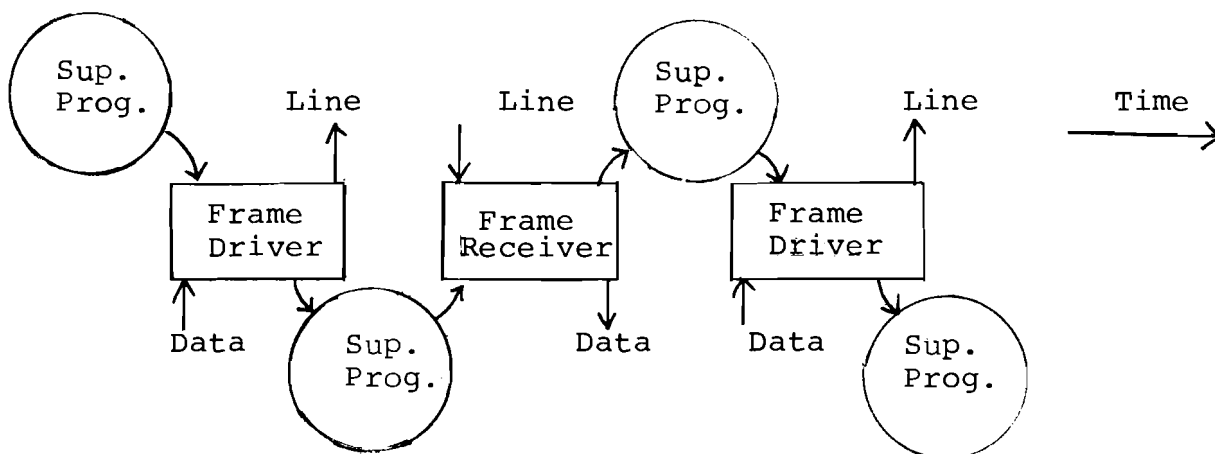 Sup.
Prog.
Line
Line
Sup.
Prog.
Line
Time
Frame
Driver
Frame
Receiver
Frame
Driver
Data
Sup.
Prog.
Data
Data
Sup.
Prog.